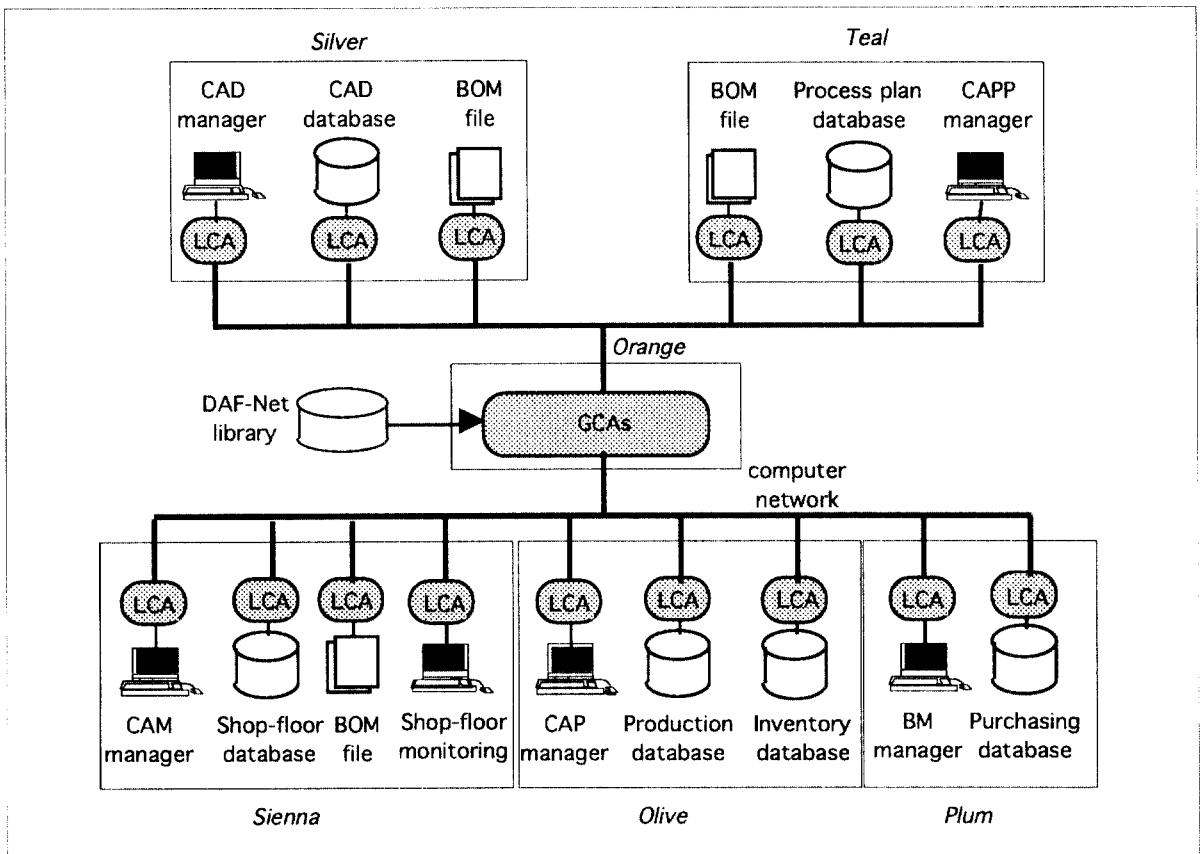 Silver
Teal
CAD
manager
CAD
database
BOM
file
BOM
file
Process plan
database
CAPP
manager
LCA
LCA
LCA
LCA
LCA
LCA
Orange
DAF-Net
library
GCAs
computer
network
LCA
LCA
LCA
LCA
LCA
LCA
LCA
LCA
LCA
CAM
manager
Shop-floor
database
BOM
file
Shop-floor
monitoring
CAP
manager
Production
database
Inventory
database
BM
manager
Purchasing
database
Sienna
Olive
Plum